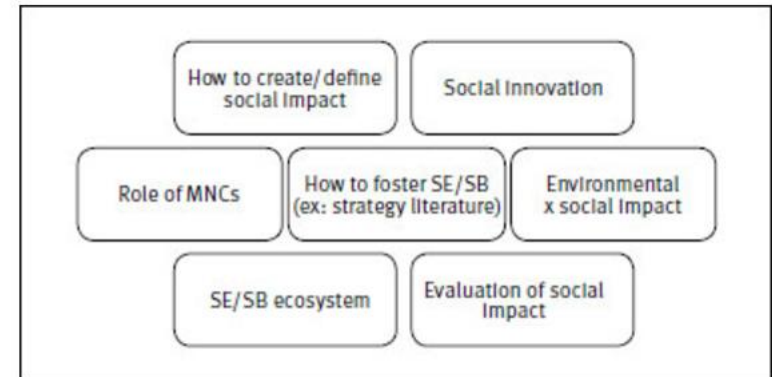 How to create/define
social impact
Social innovation
Role of MNCs
How to foster SE/SB
(ex: strategy literature)
Environmental
x social impact
SE/SB ecosystem
Evaluation of social
impact